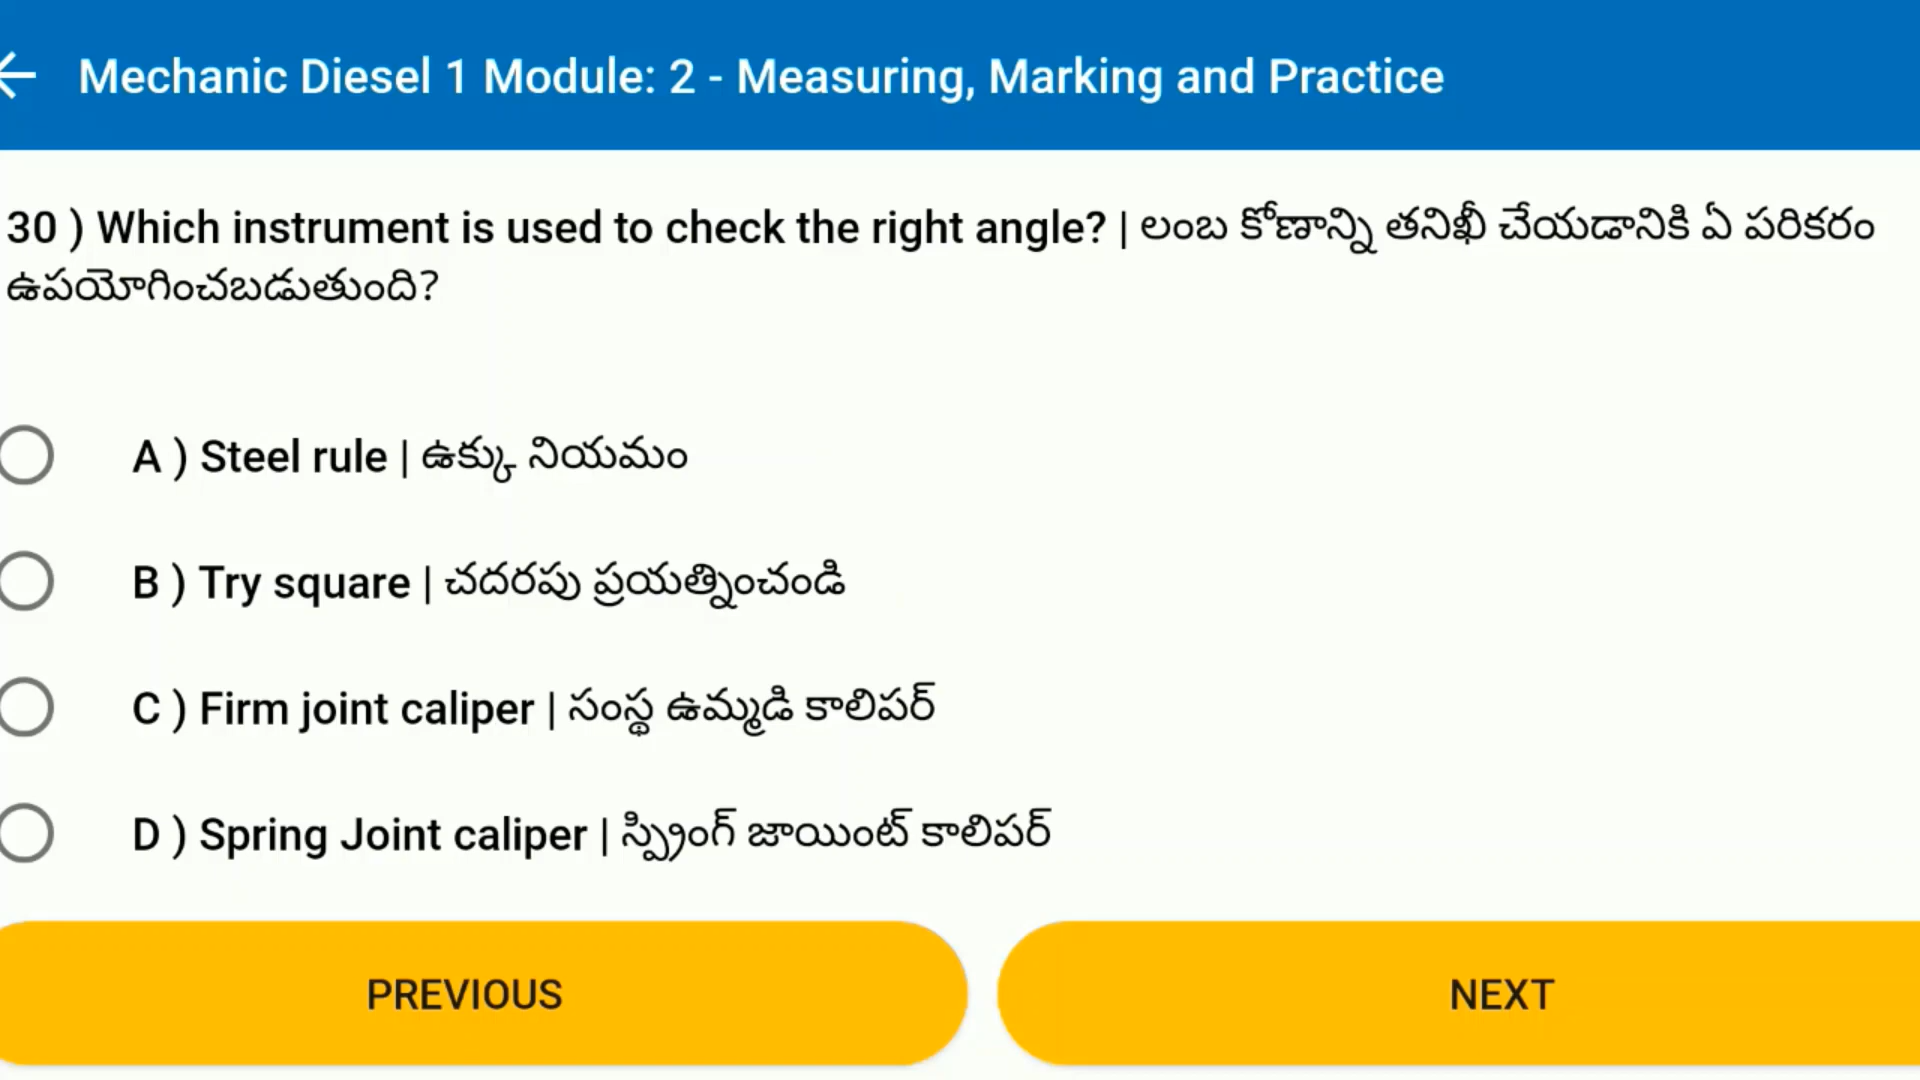 Mechanic Diesel 1 Module: 2 - Measuring, Marking and Practice
30 ) Which instrument is used to check the right angle? | లంబ కోణాన్ని తనిఖీ చేయడానికి ఏ పరికరం
ఉపయోగించబడుతుంది?
A ) Steel rule | ఉక్కు నియమం
B ) Try square | చదరపు ప్రయత్నించండి
C ) Firm joint caliper | సంస్థ ఉమ్మడి కాలిపర్
D ) Spring Joint caliper | స్ప్రింగ్ జాయింట్ కాలిపర్
PREVIOUS
NEXT